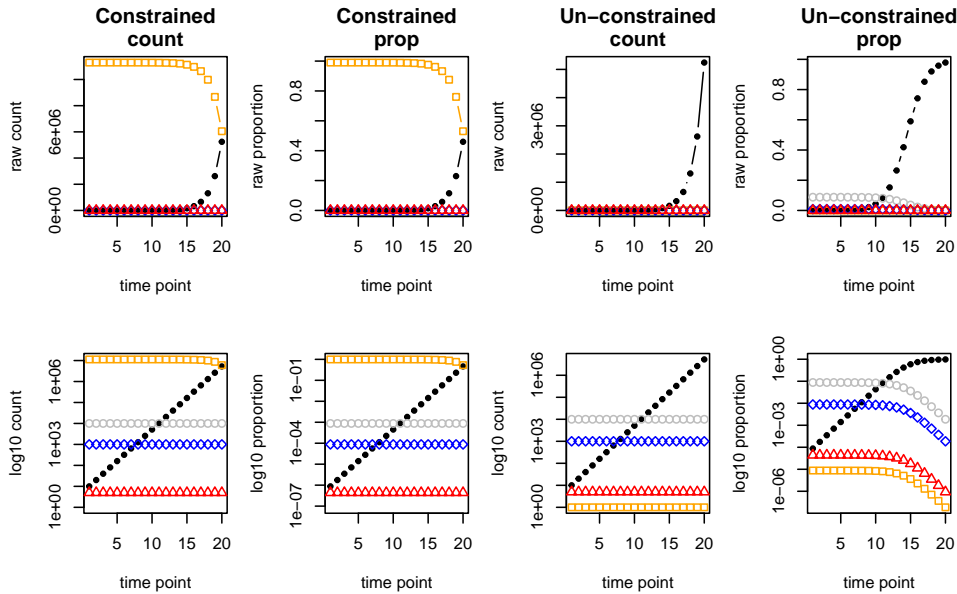 Constrained
count
Constrained
prop
Un−constrained
count
Un−constrained
prop
raw count
0e+00
6e+06
5
10
15
20
time point
raw proportion
0.0
0.4
0.8
5
10
15
20
time point
raw count
0e+00
3e+06
5
10
15
20
time point
raw proportion
0.0
0.4
0.8
5
10
15
20
time point
log10 count
1e+00
1e+03
1e+06
5
10
15
20
time point
log10 proportion
1e−07
1e−04
1e−01
5
10
15
20
time point
log10 count
1e+00
1e+03
1e+06
5
10
15
20
time point
log10 proportion
1e−06
1e−03
1e+00
5
10
15
20
time point